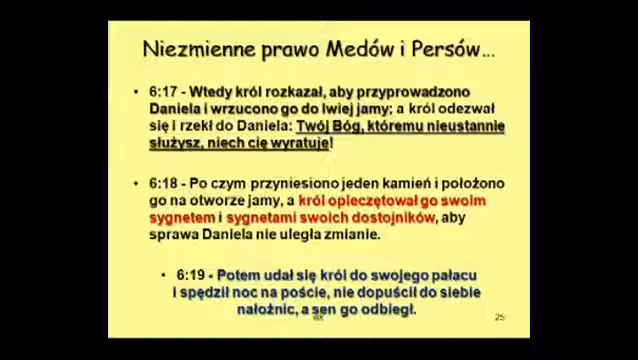 Niezmienne prawo Medów i Persów...
• 6:17 - Wtedy król rozkazał, aby przyprowadzono
Daniela i wrzucono go do lwiej jamy; a król odezwał
się i rzekł do Daniela: Twój Bóg, któremu nieustannie
służysz, niech cię wyratuje!
• 6:18 - Po czym przyniesiono jeden kamień i położono
go na otworze jamy, a król opieczętował go swoim
sygnetem i sygnetami swoich dostojników, aby
sprawa Daniela nie uległa zmianie.
• 6:19 - Potem udał się król do swojego pałacu
i spędził noc na poście, nie dopuścił do siebie
nałożnic, a sen go odbiegł.
25